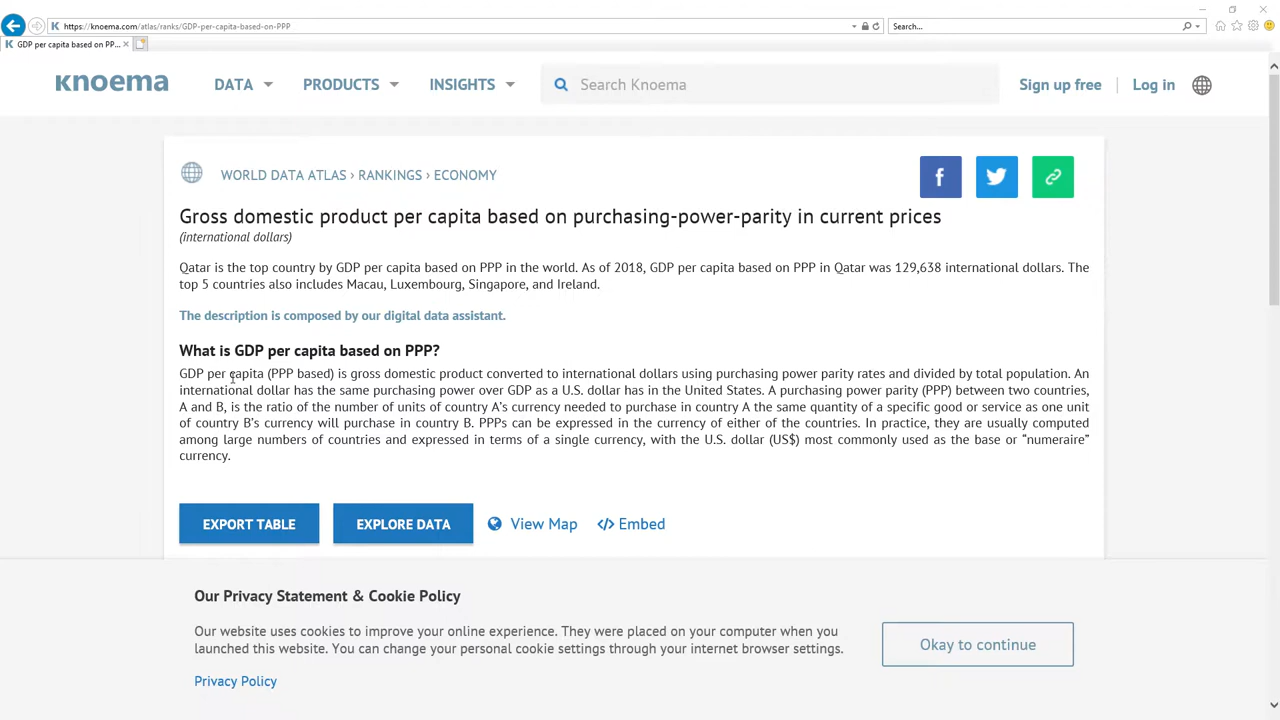 https://knoema.com/atlas/ranks/GDP-per-capita-based-on-PPP
Search...
GDP per capita based on PP...
knoema
DATA
PRODUCTS
INSIGHTS
Search Knoema
Sign up free
Log in
WORLD DATA ATLAS › RANKINGS › ECONOMY
Gross domestic product per capita based on purchasing-power-parity in current prices
(international dollars)
Qatar is the top country by GDP per capita based on PPP in the world. As of 2018, GDP per capita based on PPP in Qatar was 129,638 international dollars. The
top 5 countries also includes Macau, Luxembourg, Singapore, and Ireland.
The description is composed by our digital data assistant.
What is GDP per capita based on PPP?
GDP per capita (PPP based) is gross domestic product converted to international dollars using purchasing power parity rates and divided by total population. An
international dollar has the same purchasing power over GDP as a U.S. dollar has in the United States. A purchasing power parity (PPP) between two countries,
A and B, is the ratio of the number of units of country A’s currency needed to purchase in country A the same quantity of a specific good or service as one unit
of country B’s currency will purchase in country B. PPPs can be expressed in the currency of either of the countries. In practice, they are usually computed
among large numbers of countries and expressed in terms of a single currency, with the U.S. dollar (US$) most commonly used as the base or “numeraire”
currency.
EXPORT TABLE
EXPLORE DATA
View Map
Embed
Our Privacy Statement & Cookie Policy
Our website uses cookies to improve your online experience. They were placed on your computer when you
launched this website. You can change your personal cookie settings through your internet browser settings.
Okay to continue
Privacy Policy